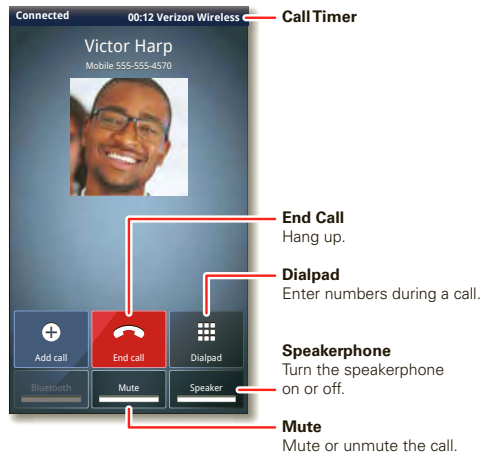 Connected 00:12 Verizon Wireless
Call Timer
Victor Harp
Mobile 555-555-4570
End Call
Hang up.
Dialpad
Enter numbers during a call.
Add call End call Dialpad
Speakerphone
Turn the speakerphone
on or off.
Bluetooth Mute Speaker
Mute
Mute or unmute the call.